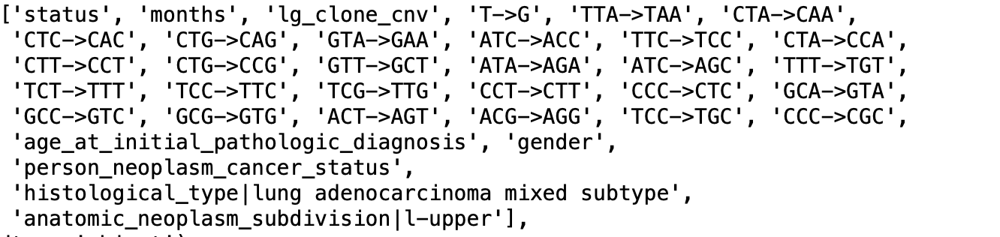 ['status', 'months', 'lg_clone_cnv', 'T->G', 'TTA->TAA', 'CTA->CAA',
'CTC->CAC', 'CTG->CAG', 'GTA->GAA', 'ATC->ACC', 'TTC->TCC', 'CTA->CCA',
'CTT->CCT', 'CTG->CCG', 'GTT->GCT', 'ATA->AGA', 'ATC->AGC', 'TTT->TGT',
'TCT->TTT', 'TCC->TTC', 'TCG->TTG', 'CCT->CTT', 'CCC->CTC', 'GCA->GTA',
'GCC->GTC', 'GCG->GTG', 'ACT->AGT', 'ACG->AGG', 'TCC->TGC', 'CCC->CGC',
'age_at_initial_pathologic_diagnosis', 'gender',
'person_neoplasm_cancer_status',
'histological_type|lung adenocarcinoma mixed subtype',
'anatomic_neoplasm_subdivision|l-upper'],